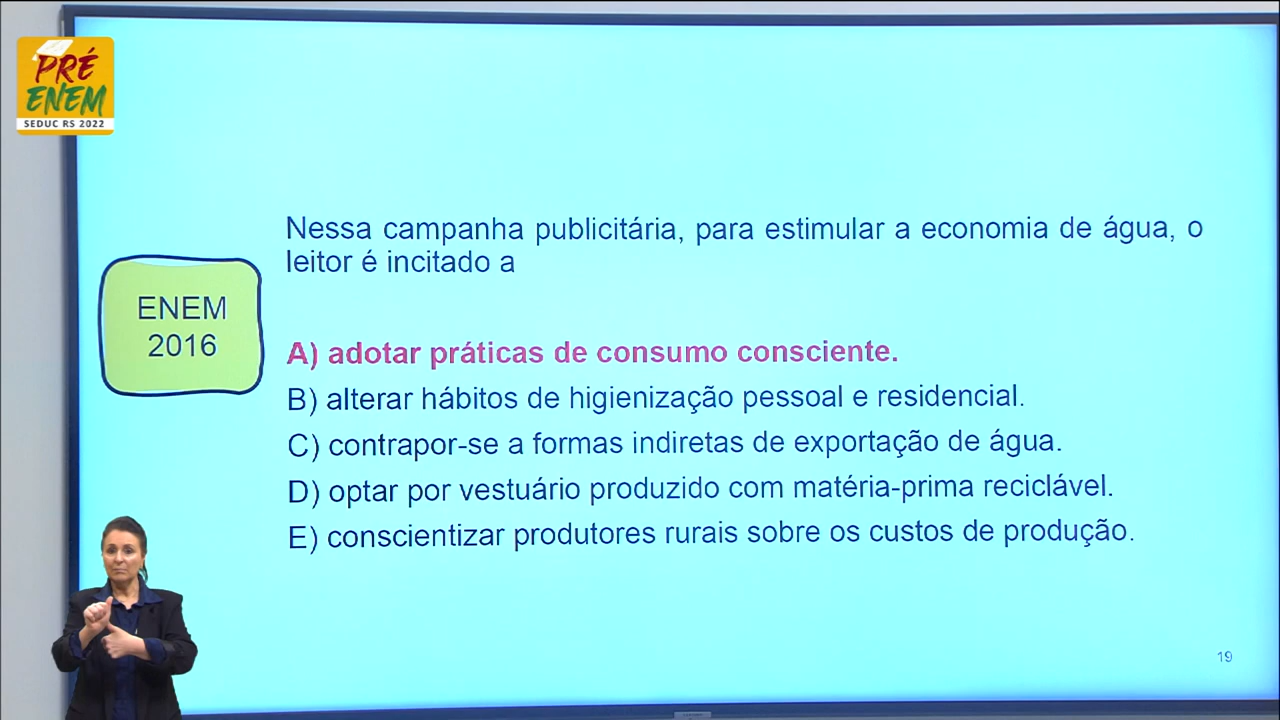 PRÉ
ENEM
SEDUC RS 2022
Nessa campanha publicitária, para estimular a economia de água, o
leitor é incitado a
ENEM
2016
A) adotar práticas de consumo consciente.
B) alterar hábitos de higienização pessoal e residencial.
C) contrapor-se a formas indiretas de exportação de água.
D) optar por vestuário produzido com matéria-prima reciclável.
E) conscientizar produtores rurais sobre os custos de produção.
19